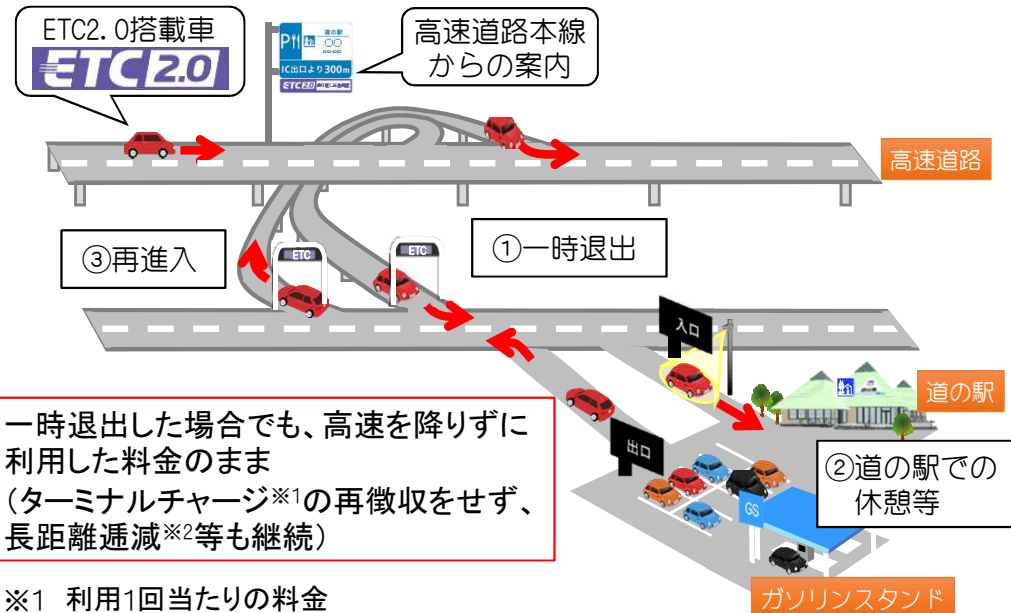 ETC2.0搭載車
ETC 2.0
P
道の駅
○○
IC出口より300m
ETC2.0
高速道路本線
からの案内
高速道路
③再進入
ETC
ETC
①一時退出
入口
道の駅
一時退出した場合でも、高速を降りずに
利用した料金のまま
(ターミナルチャージ※1の再徴収をせず、
長距離逓減※2等も継続)
出口
②道の駅での
休憩等
GS
※1 利用1回当たりの料金
ガソリンスタンド